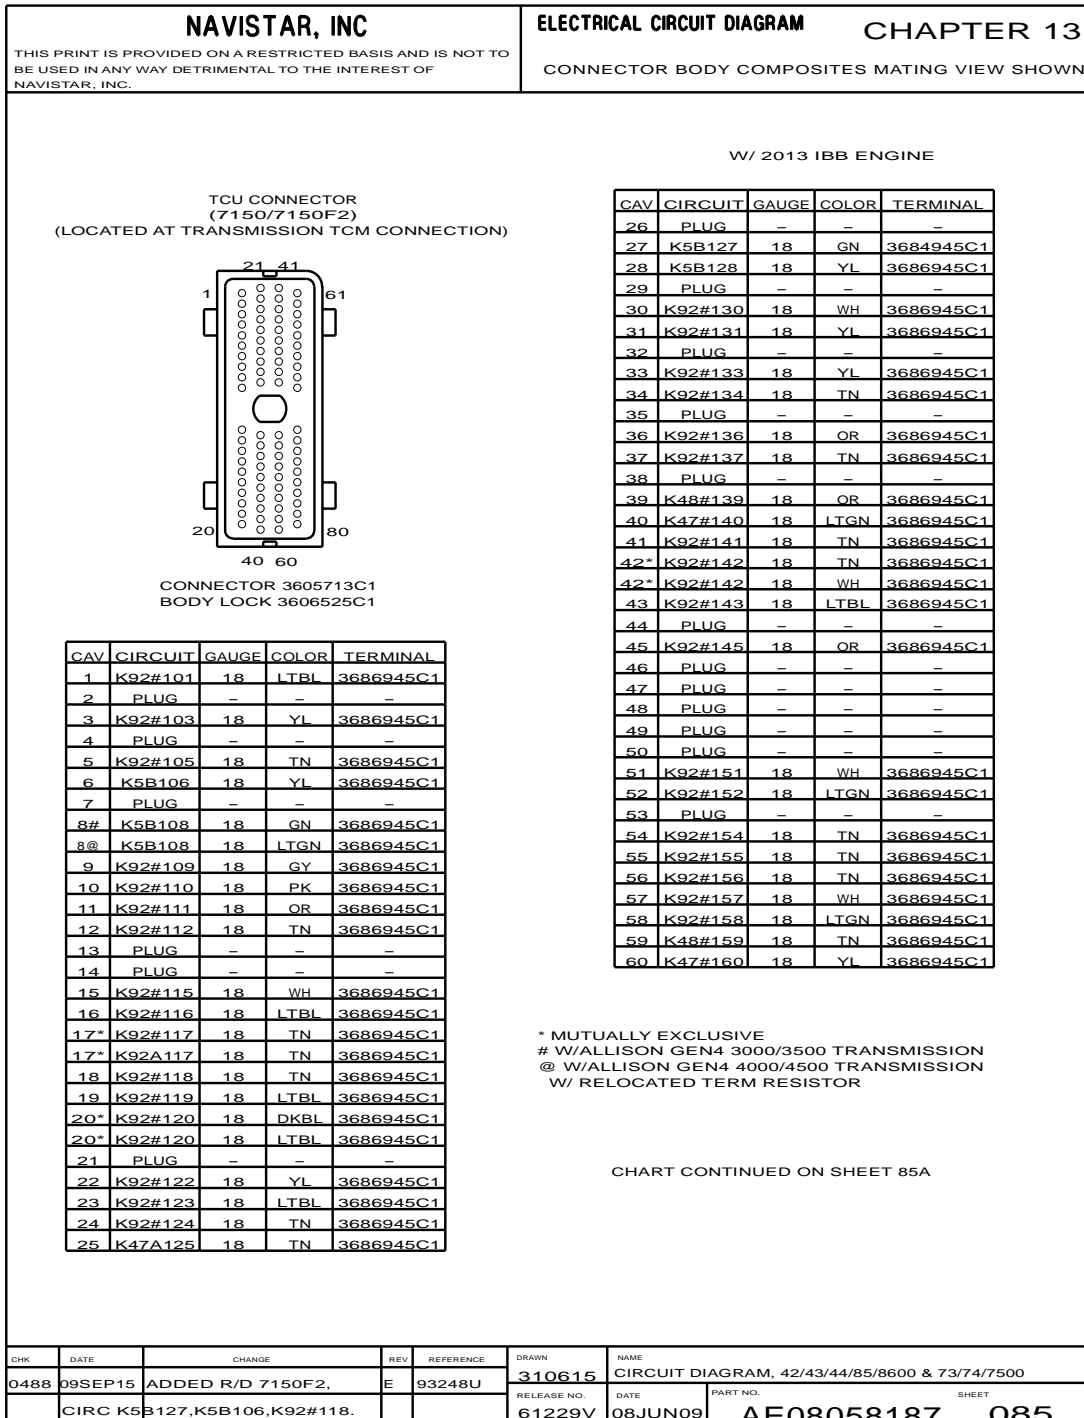 NAVISTAR, INC
THIS PRINT IS PROVIDED ON A RESTRICTED BASIS AND IS NOT TO
BE USED IN ANY WAY DETRIMENTAL TO THE INTEREST OF
NAVISTAR, INC.
ELECTRICAL CIRCUIT DIAGRAM
CHAPTER 13
CONNECTOR BODY COMPOSITES MATING VIEW SHOWN
TCU CONNECTOR
(7150/7150F2)
(LOCATED AT TRANSMISSION TCM CONNECTION)
21 41
1 61
20 80
40 60
CONNECTOR 3605713C1
BODY LOCK 3606525C1
CAV CIRCUIT GAUGE COLOR TERMINAL
1 K92#101 18 LTBL 3686945C1
2 PLUG – – –
3 K92#103 18 YL 3686945C1
4 PLUG – – –
5 K92#105 18 TN 3686945C1
6 K5B106 18 YL 3686945C1
7 PLUG – – –
8# K5B108 18 GN 3686945C1
8@ K5B108 18 LTGN 3686945C1
9 K92#109 18 GY 3686945C1
10 K92#110 18 PK 3686945C1
11 K92#111 18 OR 3686945C1
12 K92#112 18 TN 3686945C1
13 PLUG – – –
14 PLUG – – –
15 K92#115 18 WH 3686945C1
16 K92#116 18 LTBL 3686945C1
17* K92#117 18 TN 3686945C1
17* K92A117 18 TN 3686945C1
18 K92#118 18 TN 3686945C1
19 K92#119 18 LTBL 3686945C1
20* K92#120 18 DKBL 3686945C1
20* K92#120 18 LTBL 3686945C1
21 PLUG – – –
22 K92#122 18 YL 3686945C1
23 K92#123 18 LTBL 3686945C1
24 K92#124 18 TN 3686945C1
25 K47A125 18 TN 3686945C1
W/ 2013 IBB ENGINE
CAV CIRCUIT GAUGE COLOR TERMINAL
26 PLUG – – –
27 K5B127 18 GN 3684945C1
28 K5B128 18 YL 3686945C1
29 PLUG – – –
30 K92#130 18 WH 3686945C1
31 K92#131 18 YL 3686945C1
32 PLUG – – –
33 K92#133 18 YL 3686945C1
34 K92#134 18 TN 3686945C1
35 PLUG – – –
36 K92#136 18 OR 3686945C1
37 K92#137 18 TN 3686945C1
38 PLUG – – –
39 K48#139 18 OR 3686945C1
40 K47#140 18 LTGN 3686945C1
41 K92#141 18 TN 3686945C1
42* K92#142 18 TN 3686945C1
42* K92#142 18 WH 3686945C1
43 K92#143 18 LTBL 3686945C1
44 PLUG – – –
45 K92#145 18 OR 3686945C1
46 PLUG – – –
47 PLUG – – –
48 PLUG – – –
49 PLUG – – –
50 PLUG – – –
51 K92#151 18 WH 3686945C1
52 K92#152 18 LTGN 3686945C1
53 PLUG – – –
54 K92#154 18 TN 3686945C1
55 K92#155 18 TN 3686945C1
56 K92#156 18 TN 3686945C1
57 K92#157 18 WH 3686945C1
58 K92#158 18 LTGN 3686945C1
59 K48#159 18 TN 3686945C1
60 K47#160 18 YL 3686945C1
* MUTUALLY EXCLUSIVE
# W/ALLISON GEN4 3000/3500 TRANSMISSION
@ W/ALLISON GEN4 4000/4500 TRANSMISSION
W/ RELOCATED TERM RESISTOR
CHART CONTINUED ON SHEET 85A
CHK DATE CHANGE REV REFERENCE
0488 09SEP15 ADDED R/D 7150F2, E 93248U
CIRC K5B127,K5B106,K92#118.
DRAWN
310615
NAME
CIRCUIT DIAGRAM, 42/43/44/85/8600 & 73/74/7500
RELEASE NO. DATE PART NO. SHEET
61229V 08JUN09 AE08058187 085